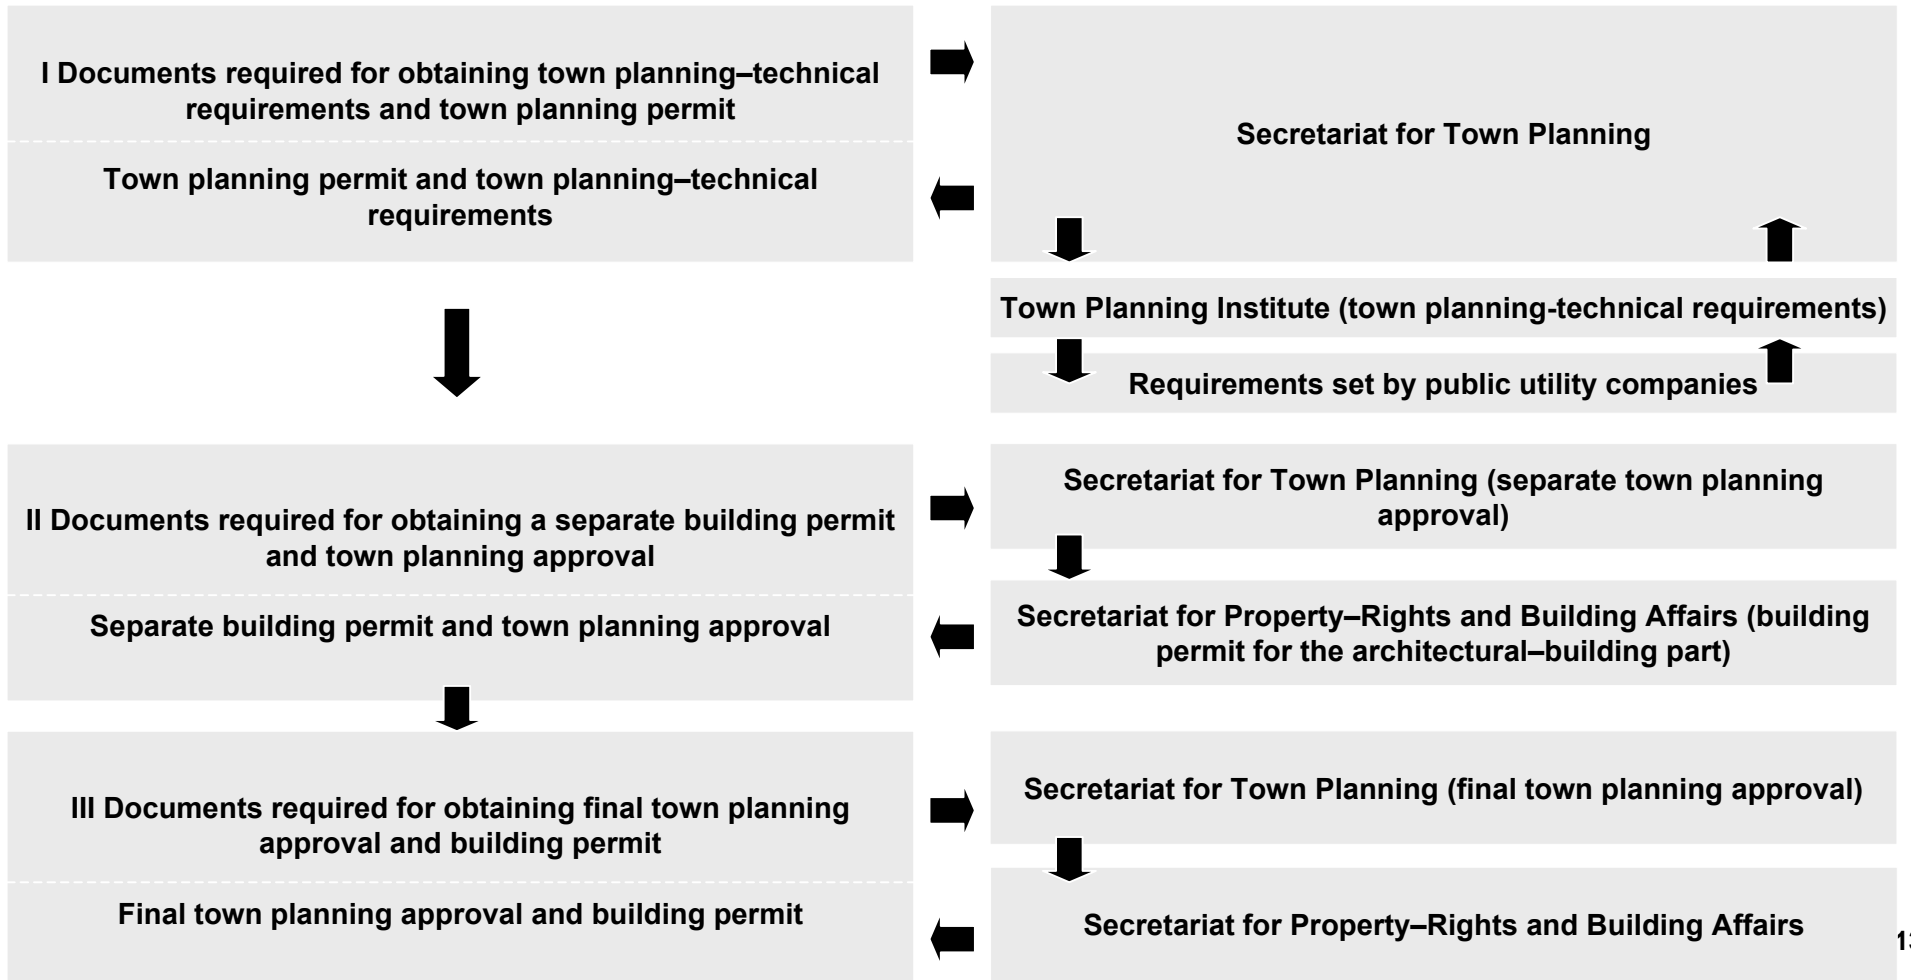 I Documents required for obtaining town planning–technical
requirements and town planning permit
Town planning permit and town planning–technical
requirements
Secretariat for Town Planning
Town Planning Institute (town planning-technical requirements)
Requirements set by public utility companies
II Documents required for obtaining a separate building permit
and town planning approval
Separate building permit and town planning approval
Secretariat for Town Planning (separate town planning
approval)
Secretariat for Property–Rights and Building Affairs (building
permit for the architectural–building part)
III Documents required for obtaining final town planning
approval and building permit
Final town planning approval and building permit
Secretariat for Town Planning (final town planning approval)
Secretariat for Property–Rights and Building Affairs